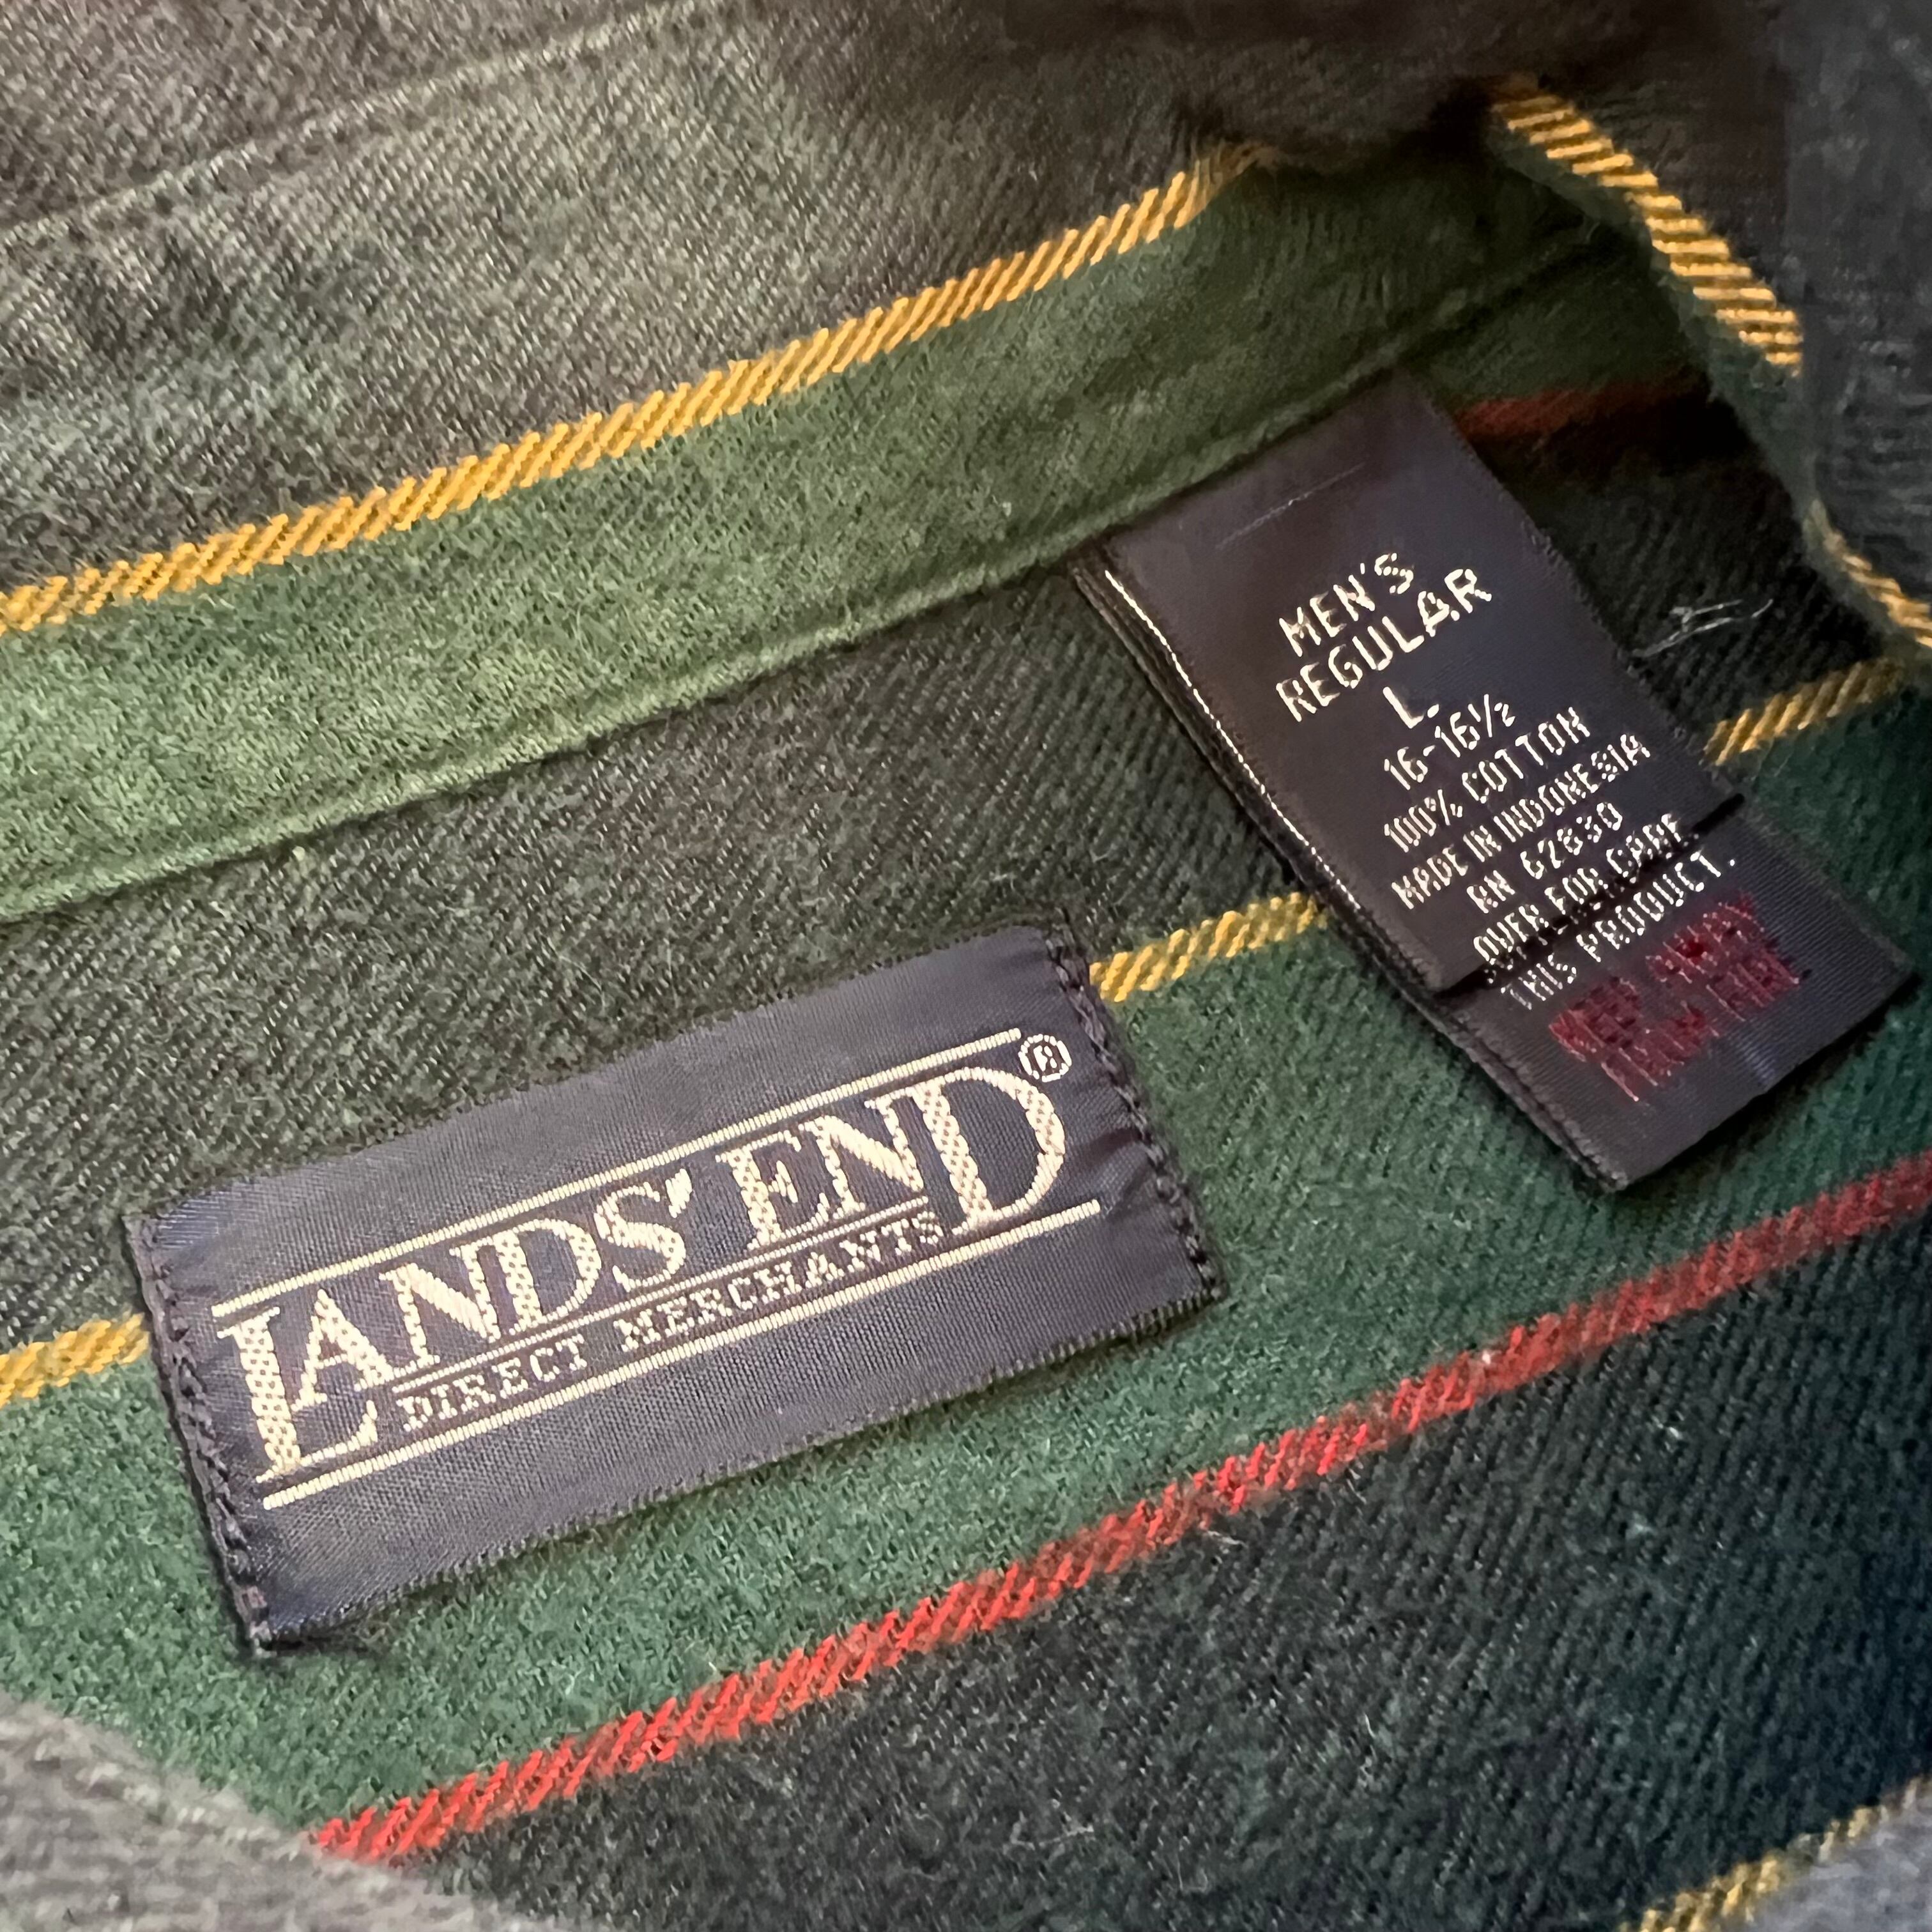 LANDS' END®
DIRECT MERCHANTS
MEN'S
REGULAR
L.
16-16½
100% COTTON
MADE IN INDONESIA
RN 62830
OVER FOR CARE
THIS PRODUCT.